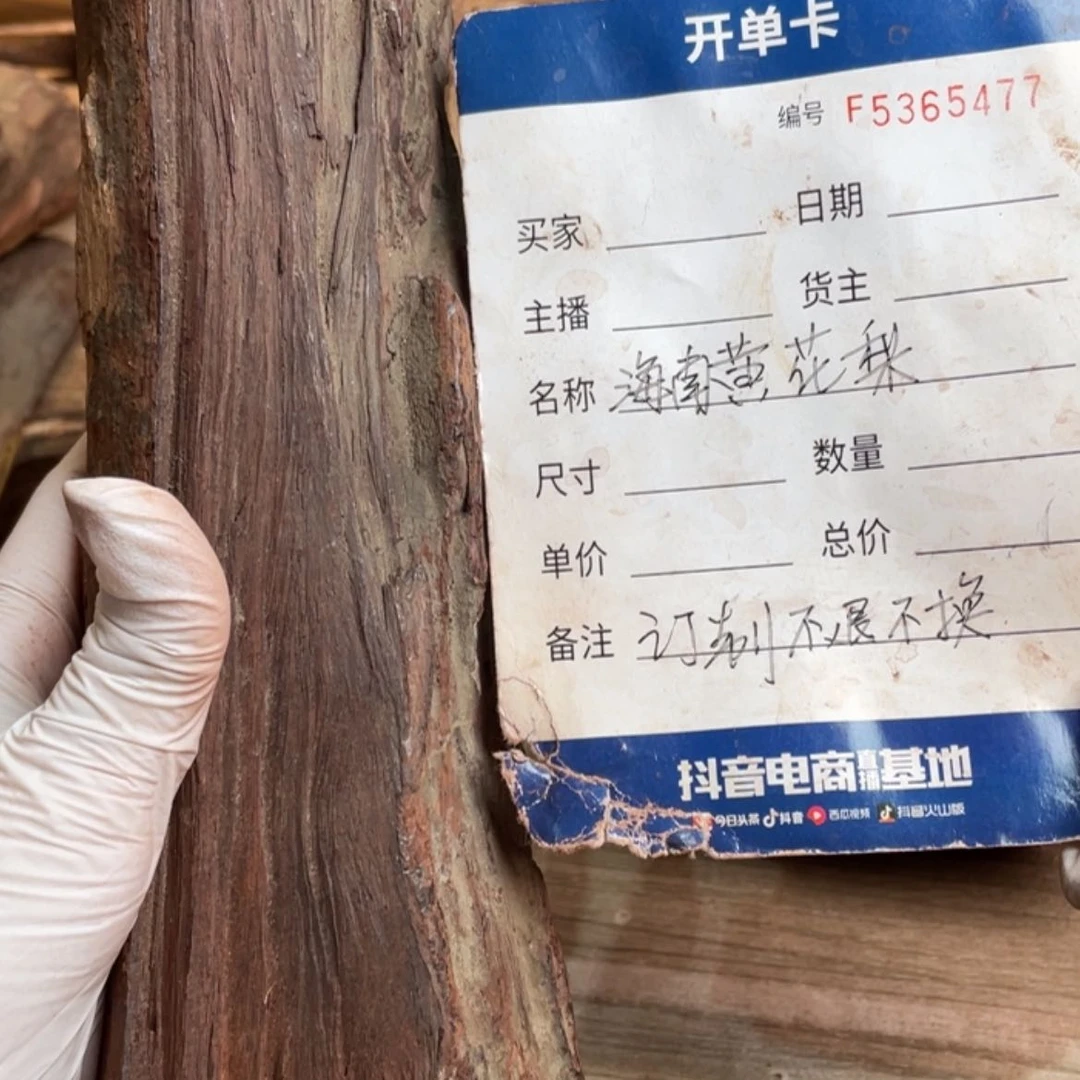 开单卡
编号 F5365477
买家 日期
主播 货主
名称 海南黄花梨
尺寸 数量
单价 总价
备注 订制不退不换
抖音电商直播基地
今日头条 抖音 西瓜视频 抖音火山版